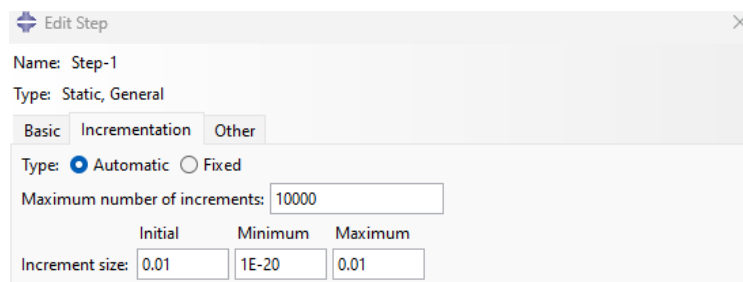 Edit Step
Name: Step-1
Type: Static, General
Basic Incrementation Other
Type: Automatic Fixed
Maximum number of increments: 10000
Initial Minimum Maximum
Increment size: 0.01 1E-20 0.01